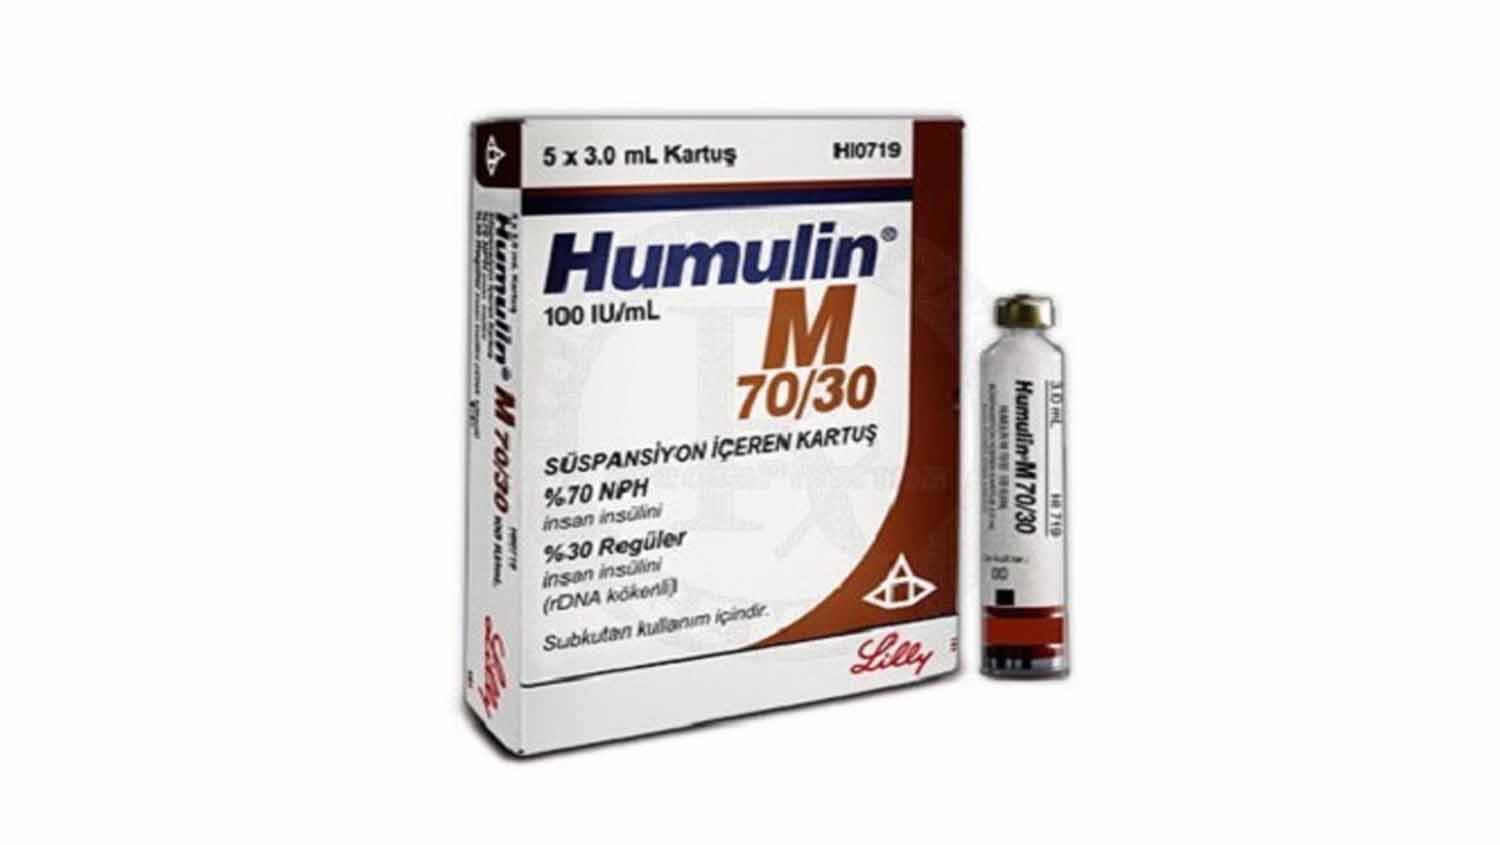 5 x 3.0 mL Kartuş
HI0719
Humulin®
100 IU/mL
M
70/30
SÜSPANSİYON İÇEREN KARTUŞ
%70 NPH
insan insülini
%30 Regüler
insan insülini
(rDNA kökenli)
Subkutan kullanım içindir.
Lilly
Humulin® M 70/30
HI0719
Lilly
3.0 mL
HI 719
Humulin® M 70/30